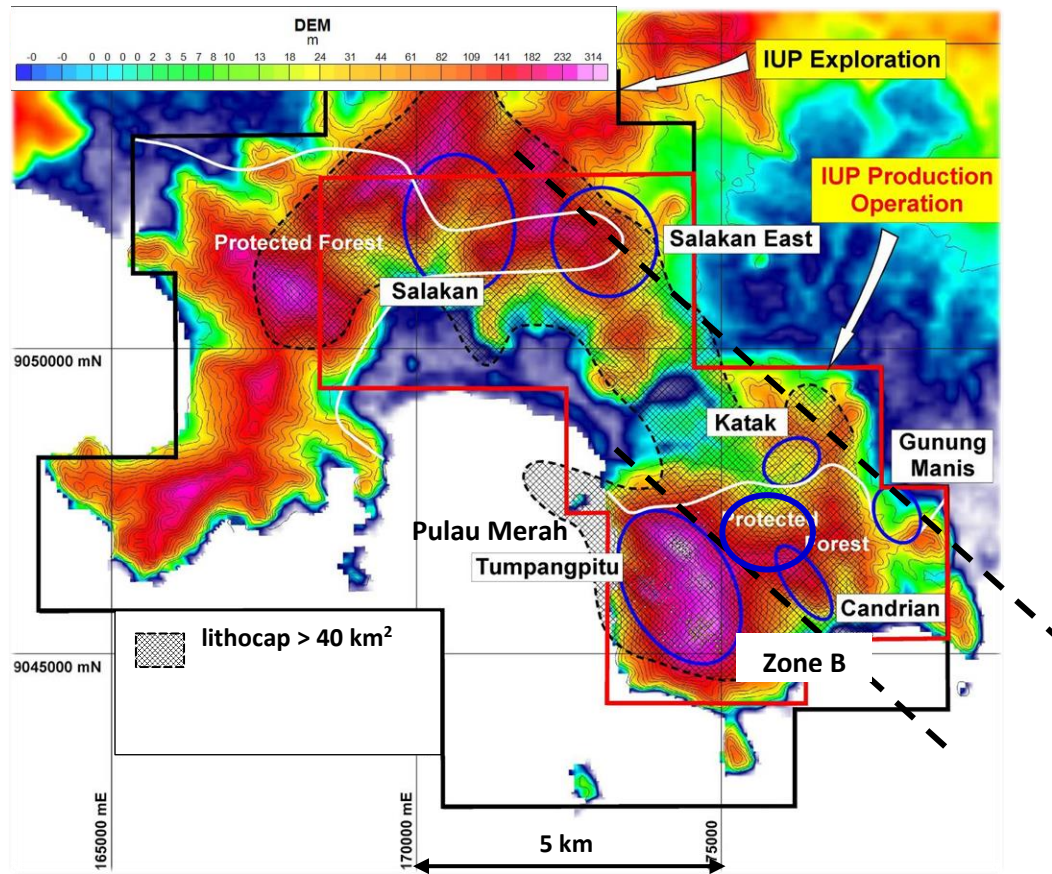 DEM
m
-0 -0 0 0 0 2 3 5 7 8 10 13 18 24 31 44 61 82 109 141 182 232 314
IUP Exploration
IUP Production
Operation
Protected Forest
Salakan East
Salakan
9050000 mN
Katak
Gunung
Manis
Pulau Merah
Protected
Forest
Tumpangpitu
Candrian
lithocap > 40 km²
9045000 mN
Zone B
165000 mE
170000 mE
175000
5 km